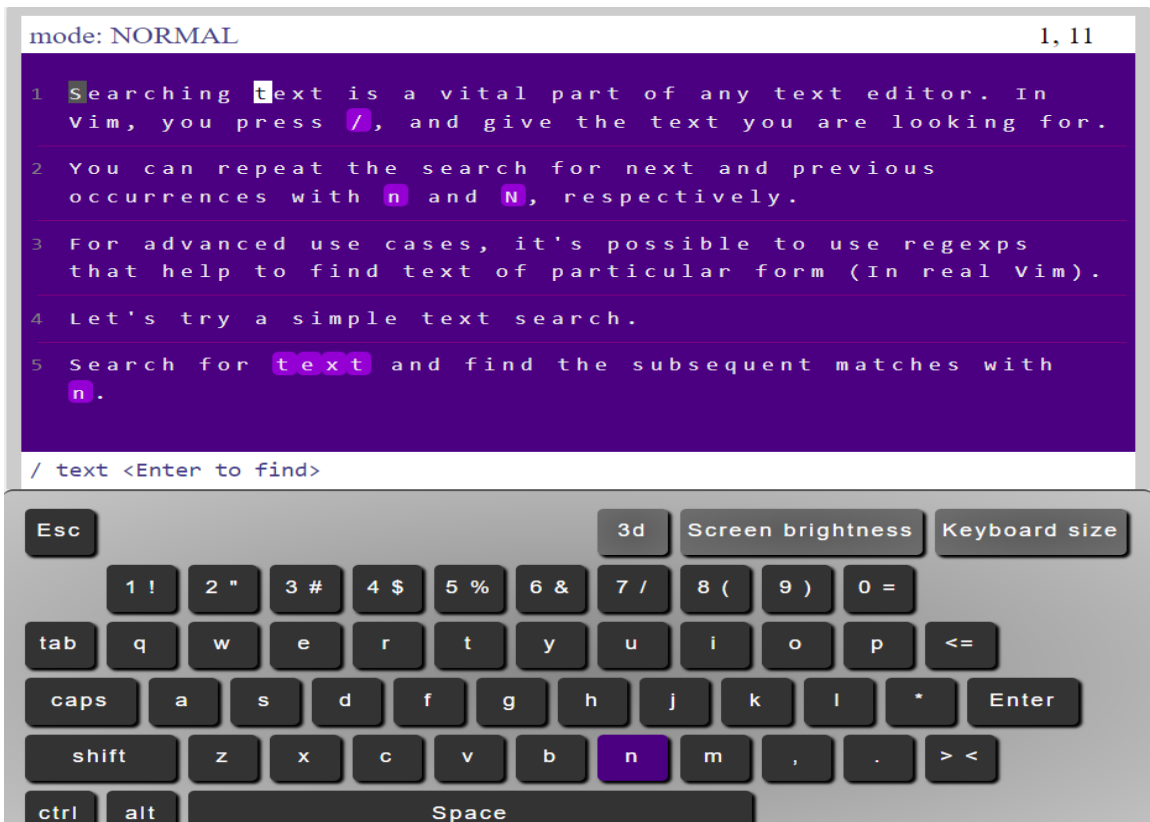 mode: NORMAL 1, 11
1 Searching text is a vital part of any text editor. In
Vim, you press /, and give the text you are looking for.
2 You can repeat the search for next and previous
occurrences with n and N, respectively.
3 For advanced use cases, it's possible to use regexps
that help to find text of particular form (In real Vim).
4 Let's try a simple text search.
5 Search for text and find the subsequent matches with
n.
/ text <Enter to find>
Esc 3d Screen brightness Keyboard size
1 ! 2 " 3 # 4 $ 5 % 6 & 7 / 8 ( 9 ) 0 =
tab q w e r t y u i o p <=
caps a s d f g h j k l * Enter
shift z x c v b n m , . > <
ctrl alt Space